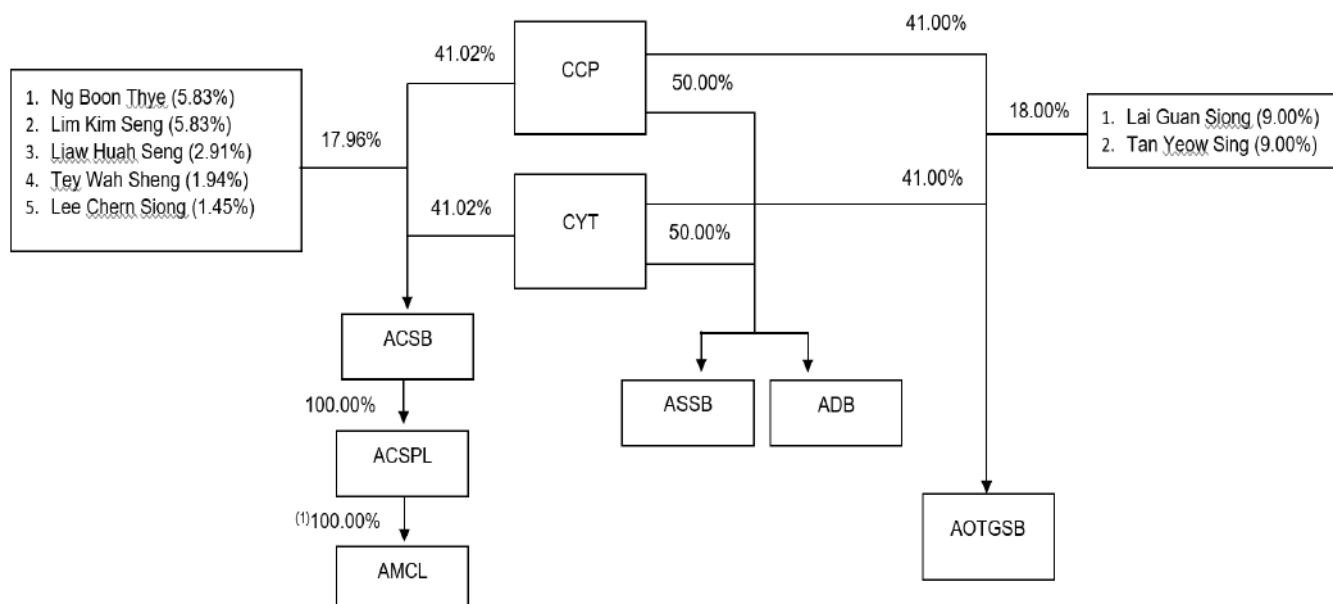 41.00%
41.02%
CCP
50.00%
1. Ng Boon Thye (5.83%)
2. Lim Kim Seng (5.83%)
3. Liaw Huah Seng (2.91%)
4. Tey Wah Sheng (1.94%)
5. Lee Chern Siong (1.45%)
17.96%
18.00%
1. Lai Guan Siong (9.00%)
2. Tan Yeow Sing (9.00%)
41.00%
41.02%
CYT
50.00%
ACSB
ASSB
ADB
100.00%
ACSPL
(1)100.00%
AOTGSB
AMCL